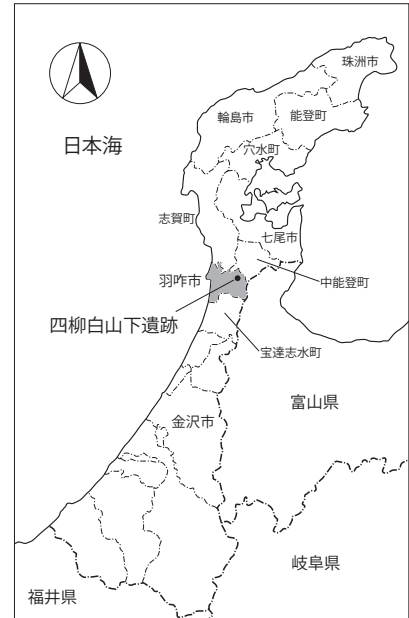 珠洲市
輪島市
能登町
穴水町
日本海
志賀町
七尾市
羽咋市
中能登町
四柳白山下遺跡
宝達志水町
富山県
金沢市
岐阜県
福井県